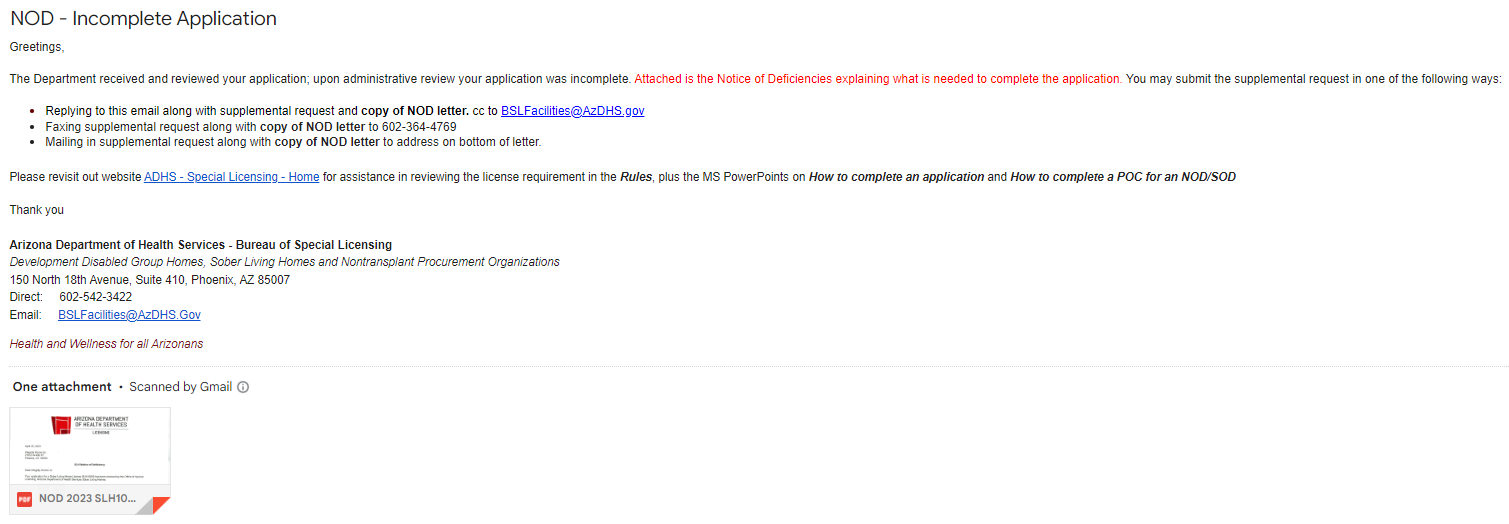 NOD - Incomplete Application
Greetings,
The Department received and reviewed your application; upon administrative review your application was incomplete. Attached is the Notice of Deficiencies explaining what is needed to complete the application. You may submit the supplemental request in one of the following ways:
• Replying to this email along with supplemental request and copy of NOD letter. cc to BSLFacilities@AzDHS.gov
• Faxing supplemental request along with copy of NOD letter to 602-364-4769
• Mailing in supplemental request along with copy of NOD letter to address on bottom of letter.
Please revisit out website ADHS - Special Licensing - Home for assistance in reviewing the license requirement in the Rules, plus the MS PowerPoints on How to complete an application and How to complete a POC for an NOD/SOD
Thank you
Arizona Department of Health Services - Bureau of Special Licensing
Development Disabled Group Homes, Sober Living Homes and Nontransplant Procurement Organizations
150 North 18th Avenue, Suite 410, Phoenix, AZ 85007
Direct: 602-542-3422
Email: BSLFacilities@AzDHS.Gov
Health and Wellness for all Arizonans
One attachment • Scanned by Gmail
ARIZONA DEPARTMENT
OF HEALTH SERVICES
LICENSING
PDF NOD 2023 SLH10...